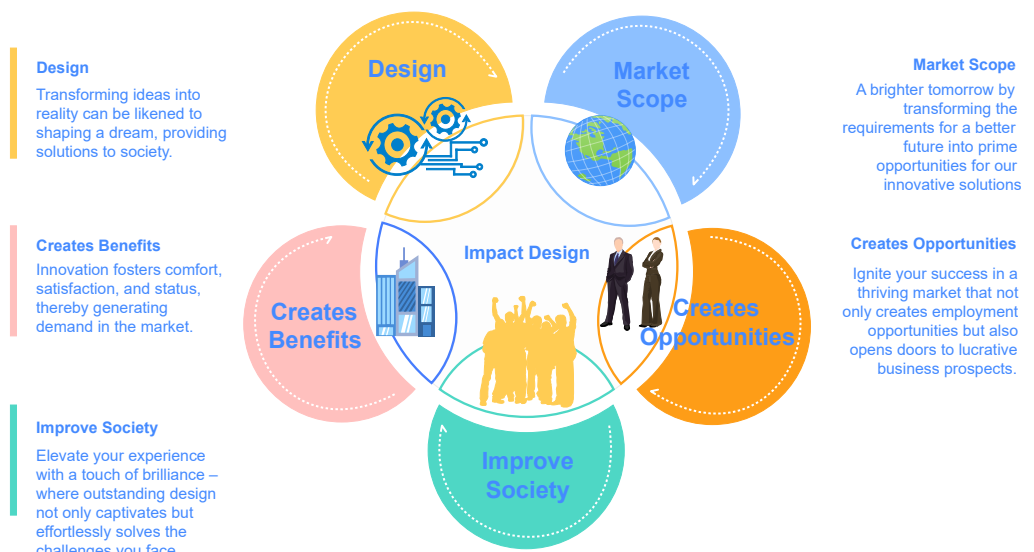 Design
Transforming ideas into
reality can be likened to
shaping a dream, providing
solutions to society.
Creates Benefits
Innovation fosters comfort,
satisfaction, and status,
thereby generating
demand in the market.
Improve Society
Elevate your experience
with a touch of brilliance –
where outstanding design
not only captivates but
effortlessly solves the
challenges you face
Design
Market
Scope
Impact Design
Creates
Benefits
Creates
Opportunities
Improve
Society
Market Scope
A brighter tomorrow by
transforming the
requirements for a better
future into prime
opportunities for our
innovative solutions
Creates Opportunities
Ignite your success in a
thriving market that not
only creates employment
opportunities but also
opens doors to lucrative
business prospects.